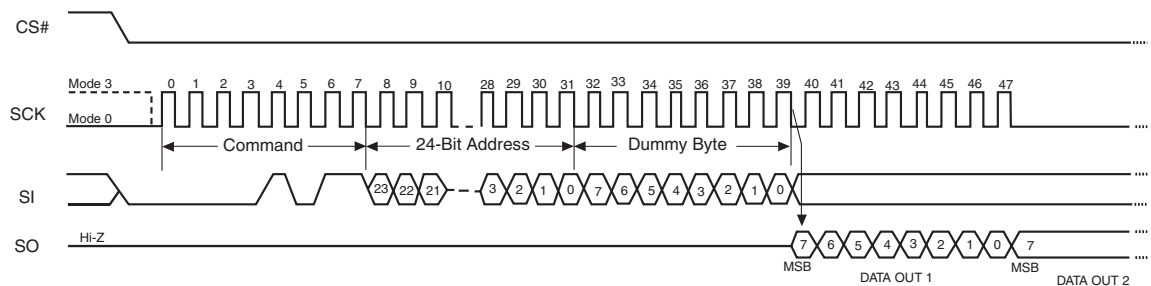 CS#
SCK
Mode 3
Mode 0
0 1 2 3 4 5 6 7 8 9 10 28 29 30 31 32 33 34 35 36 37 38 39 40 41 42 43 44 45 46 47
Command 24-Bit Address Dummy Byte
SI
23 22 21 3 2 1 0 7 6 5 4 3 2 1 0
SO
Hi-Z
7 6 5 4 3 2 1 0 7
MSB DATA OUT 1 MSB DATA OUT 2